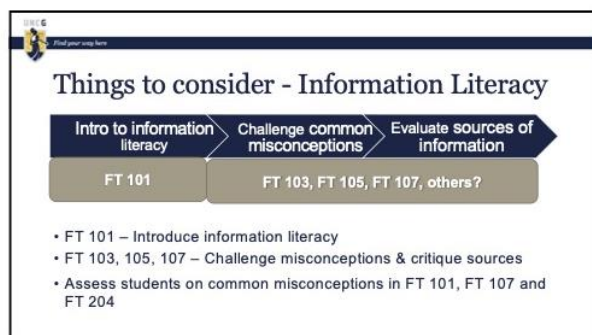 UNCG
Find your way here
Things to consider - Information Literacy
Intro to information
literacy
Challenge common
misconceptions
Evaluate sources of
information
FT 101
FT 103, FT 105, FT 107, others?
• FT 101 – Introduce information literacy
• FT 103, 105, 107 – Challenge misconceptions & critique sources
• Assess students on common misconceptions in FT 101, FT 107 and
FT 204